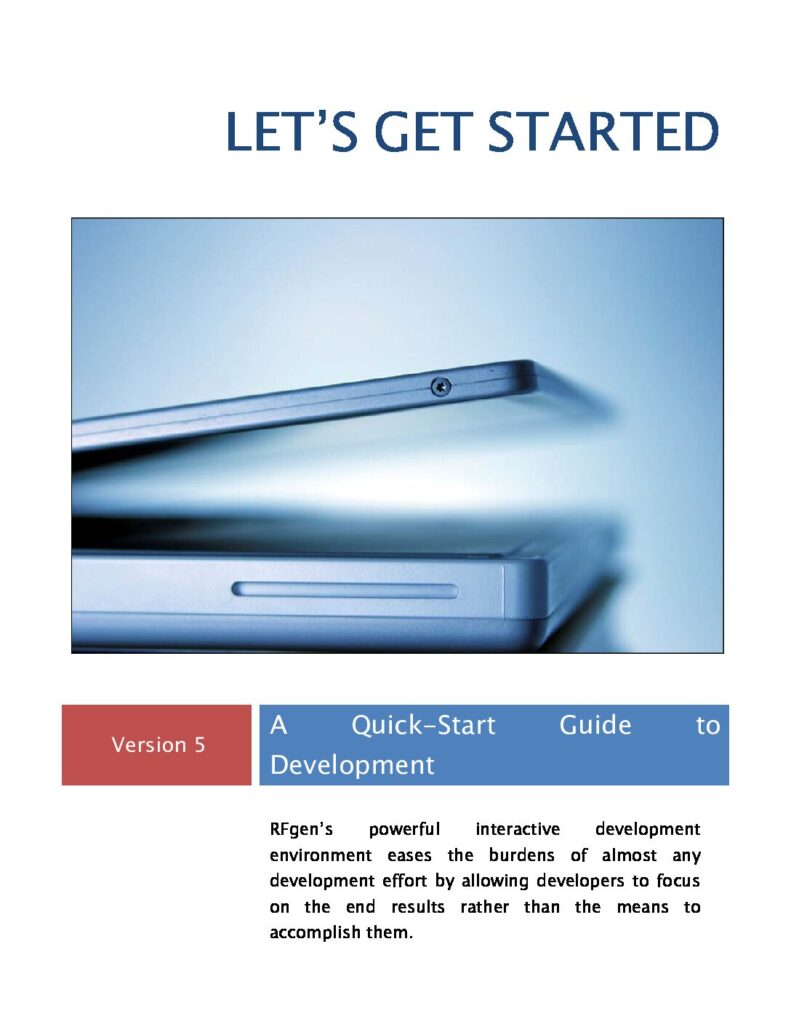 LET’S GET STARTED
Version 5
A Quick-Start Guide to
Development
RFgen’s powerful interactive development
environment eases the burdens of almost any
development effort by allowing developers to focus
on the end results rather than the means to
accomplish them.